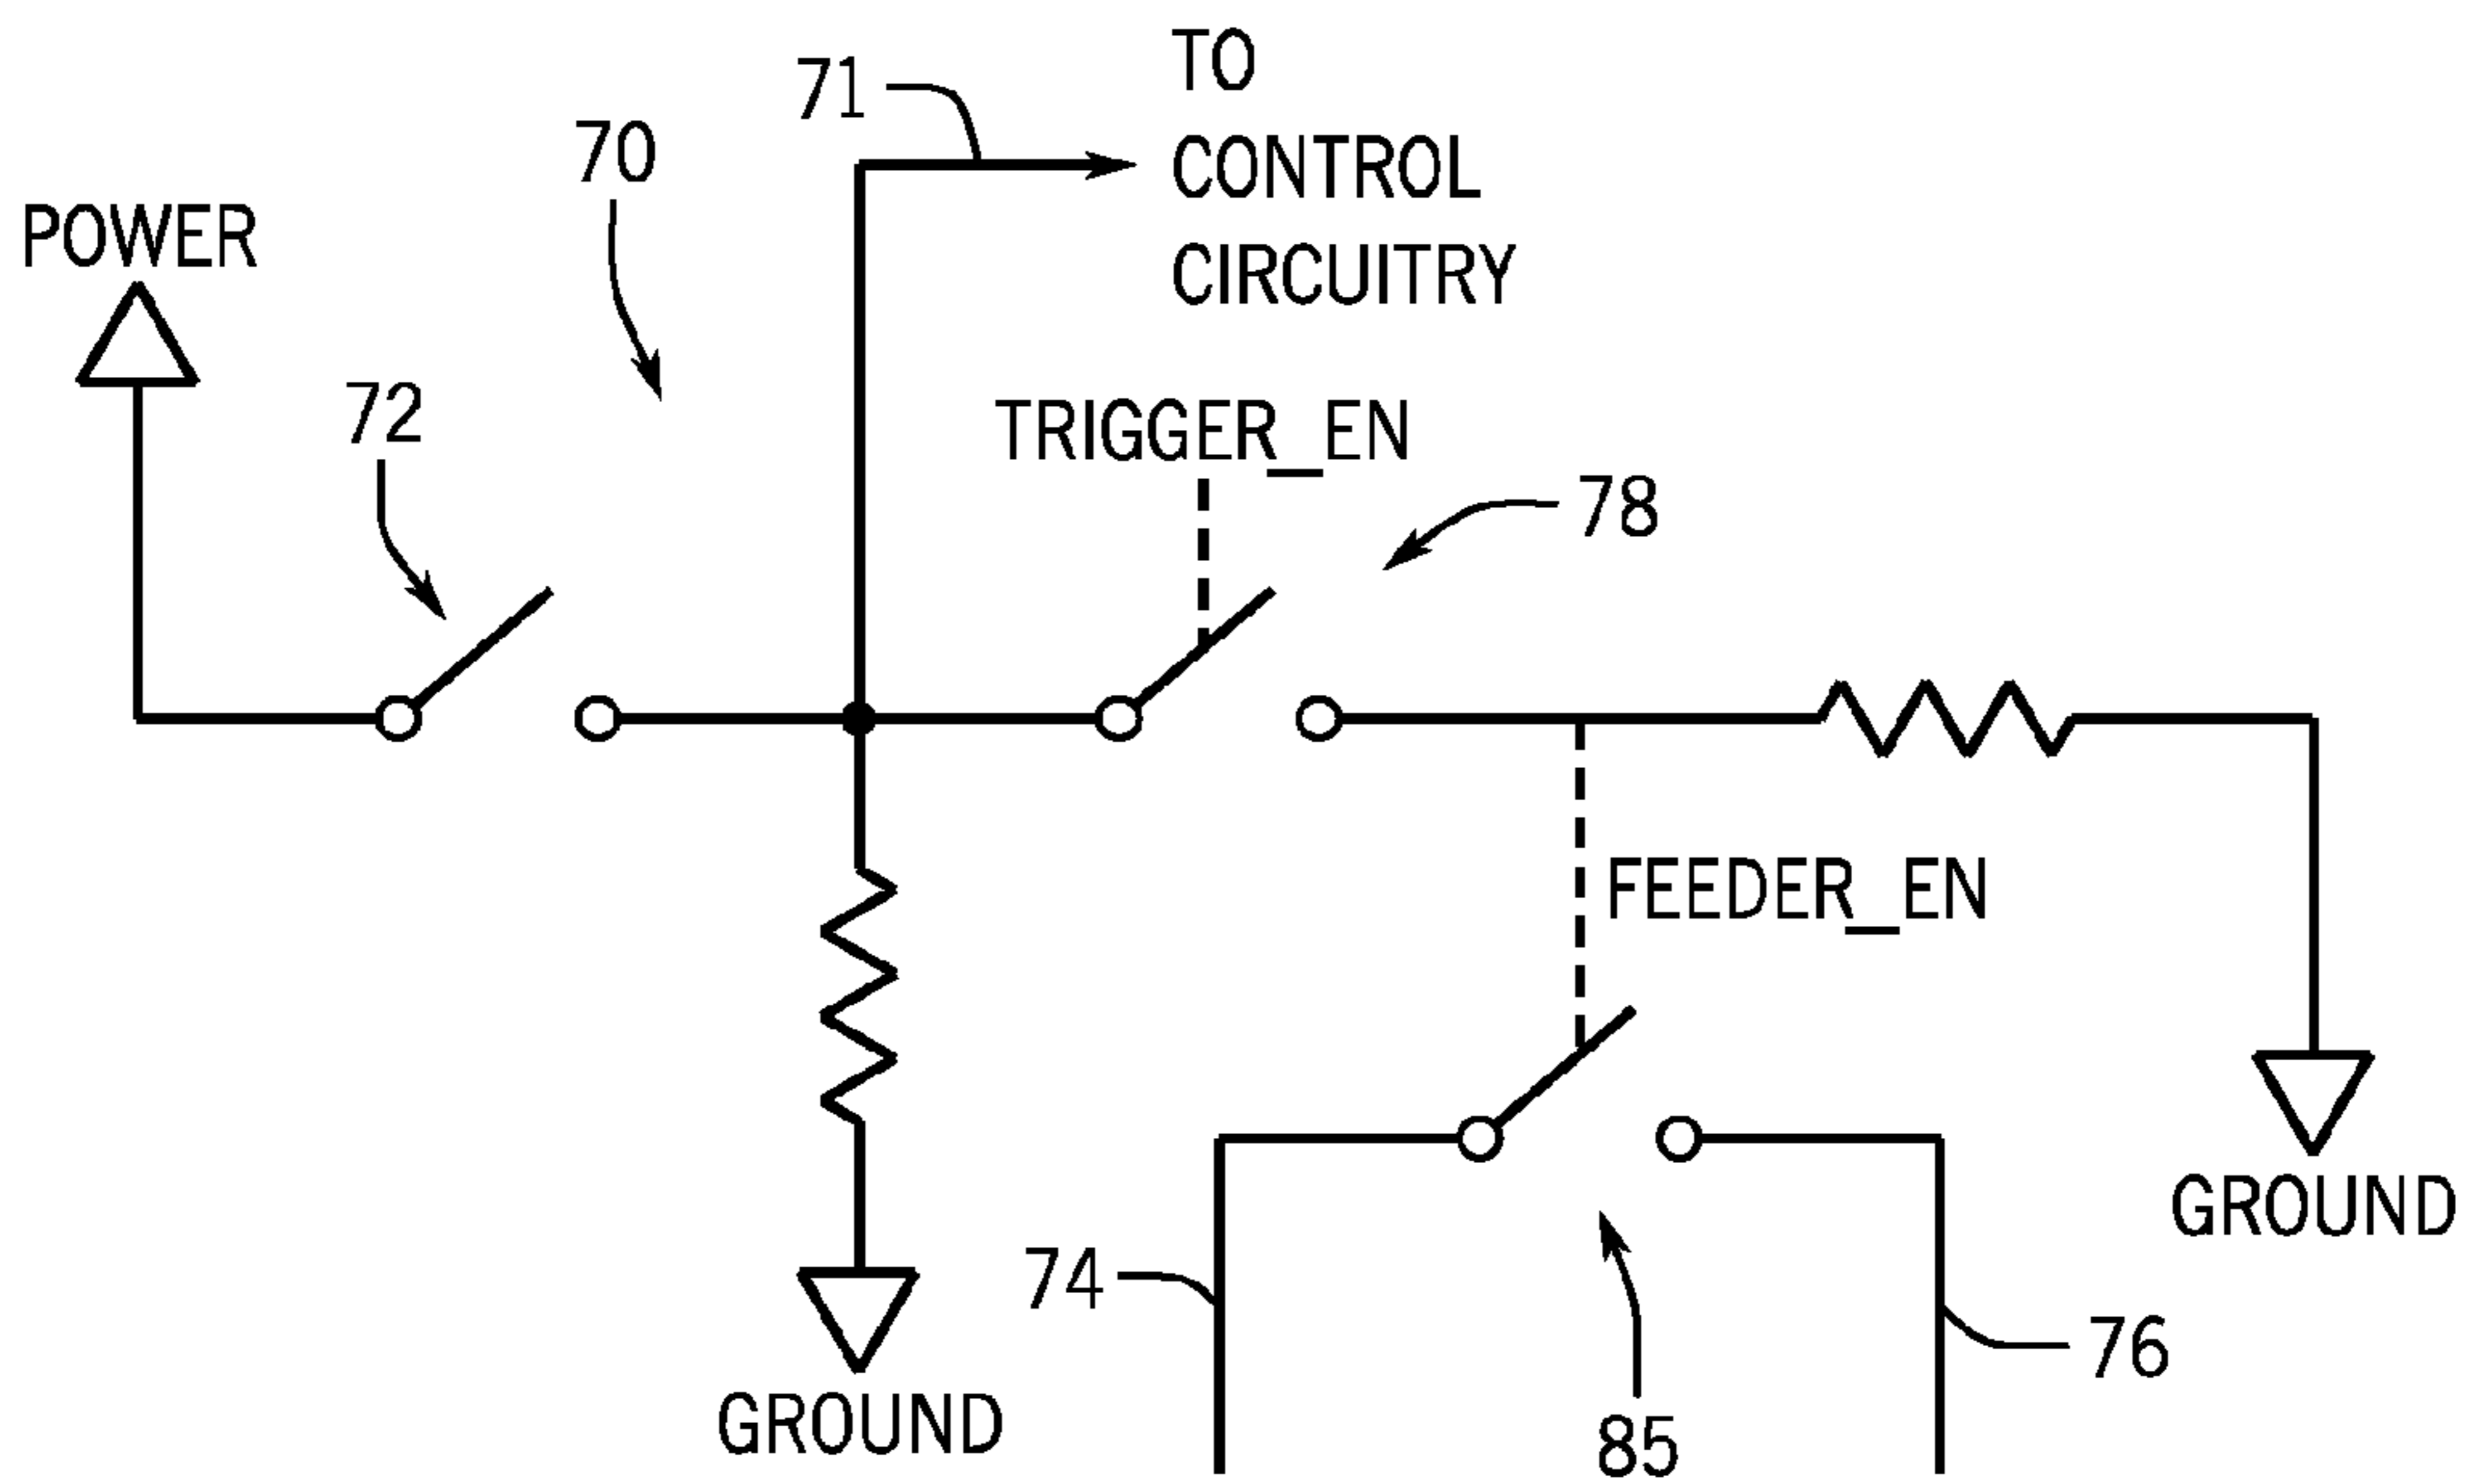 71
TO
CONTROL
CIRCUITRY
70
POWER
72
TRIGGER_EN
78
FEEDER_EN
GROUND
74
76
GROUND
85